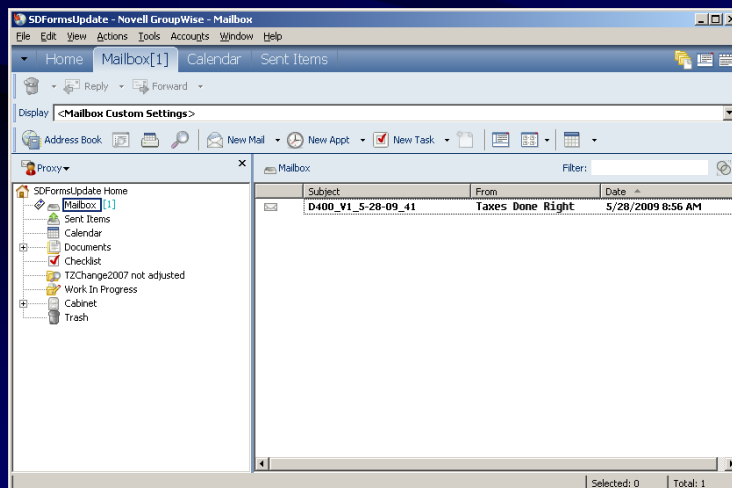 SDFormsUpdate - Novell GroupWise - Mailbox
File Edit View Actions Tools Accounts Window Help
Home Mailbox[1] Calendar Sent Items
Reply Forward
Display <Mailbox Custom Settings>
Address Book New Mail New Appt New Task
Proxy Mailbox Filter:
Subject From Date
D400_V1_5-28-09_41 Taxes Done Right 5/28/2009 8:56 AM
SDFormsUpdate Home
Mailbox [1]
Sent Items
Calendar
Documents
Checklist
TZChange2007 not adjusted
Work In Progress
Cabinet
Trash
Selected: 0 Total: 1